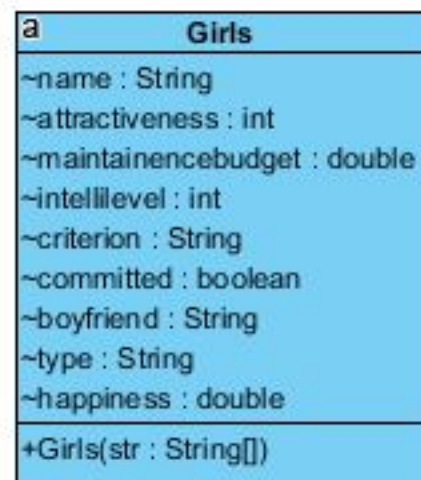 a
Girls
~name : String
~attractiveness : int
~maintainencebudget : double
~intellilevel : int
~criterion : String
~committed : boolean
~boyfriend : String
~type : String
~happiness : double
+Girls(str : String[])